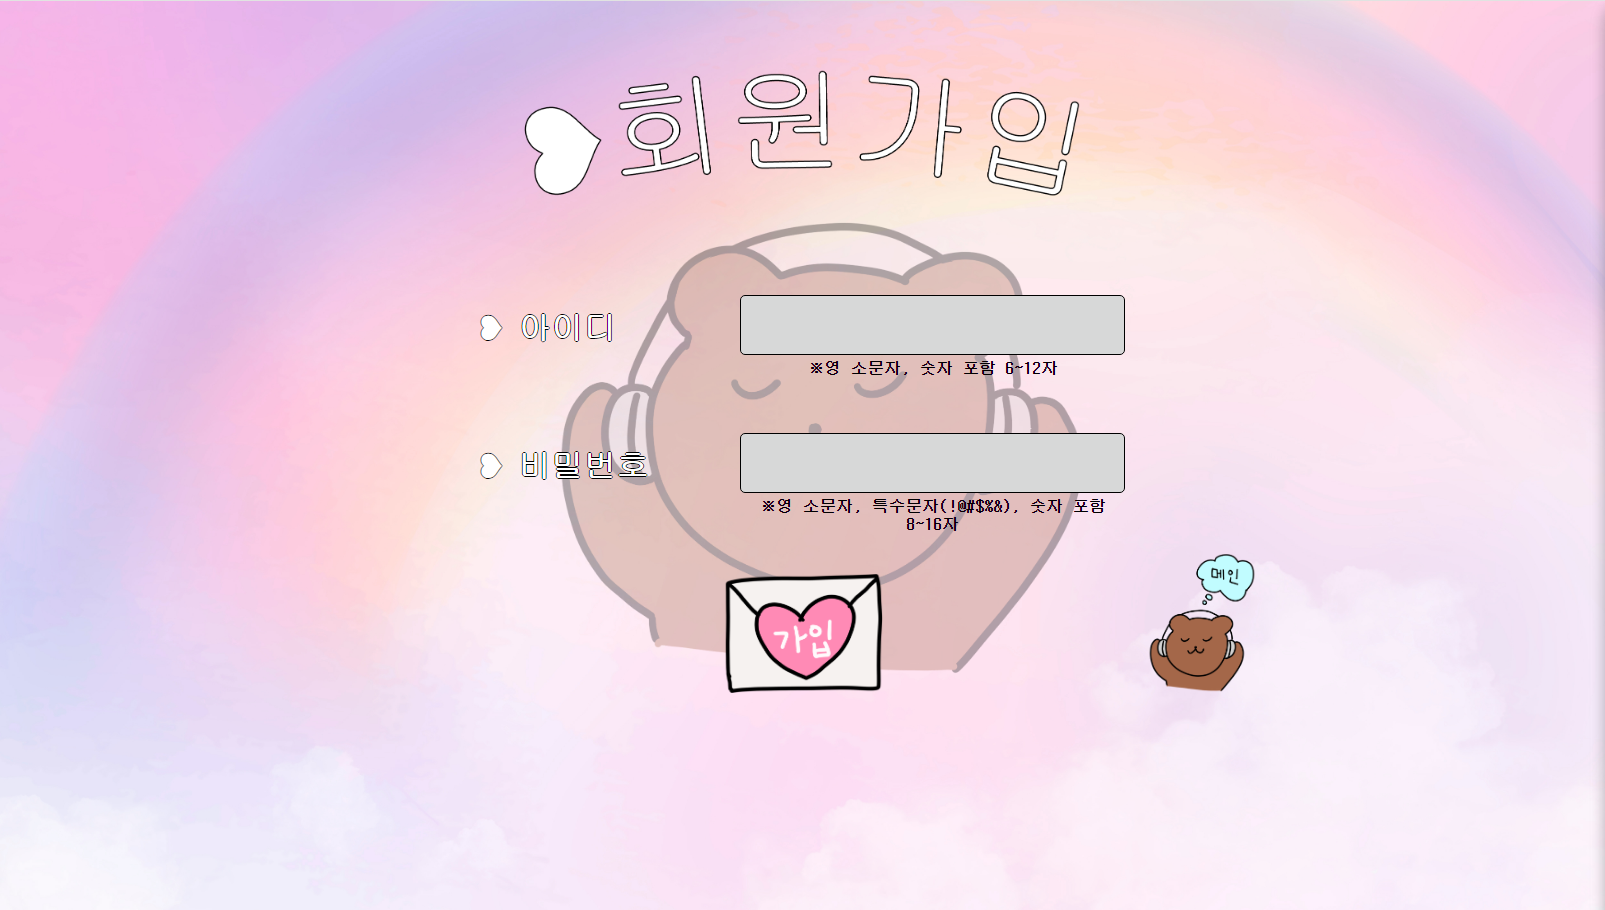 회원가입
아이디
※영 소문자, 숫자 포함 6~12자
비밀번호
※영 소문자, 특수문자(!@#$%&), 숫자 포함
8~16자
메인
가입